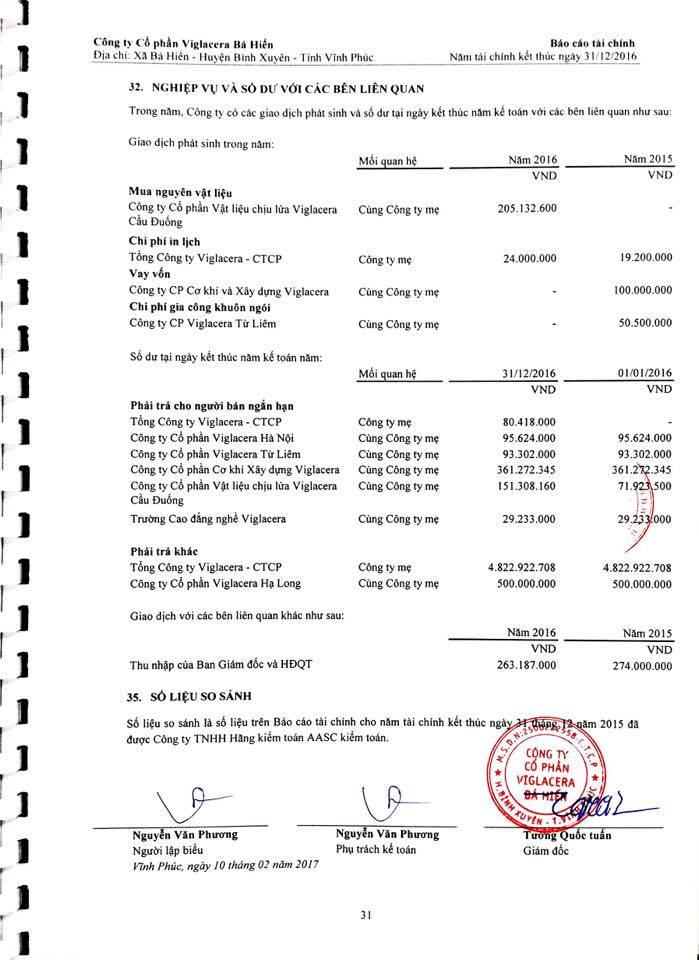 Công ty Cổ phần Viglacera Bá Hiến Báo cáo tài chính
Địa chỉ: Xã Bá Hiến - Huyện Bình Xuyên - Tỉnh Vĩnh Phúc Năm tài chính kết thúc ngày 31/12/2016
32. NGHIỆP VỤ VÀ SỐ DƯ VỚI CÁC BÊN LIÊN QUAN
Trong năm, Công ty có các giao dịch phát sinh và số dư tại ngày kết thúc năm kế toán với các bên liên quan như sau:
Giao dịch phát sinh trong năm:
Mối quan hệ Năm 2016 Năm 2015
VND VND
Mua nguyên vật liệu
Công ty Cổ phần Vật liệu chịu lửa Viglacera Cùng Công ty mẹ 205.132.600 -
Cầu Đuống
Chi phí in lịch
Tổng Công ty Viglacera - CTCP Công ty mẹ 24.000.000 19.200.000
Vay vốn
Công ty CP Cơ khí và Xây dựng Viglacera Cùng Công ty mẹ - 100.000.000
Chi phí gia công khuôn ngói
Công ty CP Viglacera Từ Liêm Cùng Công ty mẹ - 50.500.000
Số dư tại ngày kết thúc năm kế toán năm:
Mối quan hệ 31/12/2016 01/01/2016
VND VND
Phải trả cho người bán ngắn hạn
Tổng Công ty Viglacera - CTCP Công ty mẹ 80.418.000 -
Công ty Cổ phần Viglacera Hà Nội Cùng Công ty mẹ 95.624.000 95.624.000
Công ty Cổ phần Viglacera Từ Liêm Cùng Công ty mẹ 93.302.000 93.302.000
Công ty Cổ phần Cơ khí Xây dựng Viglacera Cùng Công ty mẹ 361.272.345 361.272.345
Công ty Cổ phần Vật liệu chịu lửa Viglacera Cùng Công ty mẹ 151.308.160 71.923.500
Cầu Đuống
Trường Cao đẳng nghề Viglacera Cùng Công ty mẹ 29.233.000 29.233.000
Phải trả khác
Tổng Công ty Viglacera - CTCP Công ty mẹ 4.822.922.708 4.822.922.708
Công ty Cổ phần Viglacera Hạ Long Cùng Công ty mẹ 500.000.000 500.000.000
Giao dịch với các bên liên quan khác như sau:
Năm 2016 Năm 2015
VND VND
Thu nhập của Ban Giám đốc và HĐQT 263.187.000 274.000.000
35. SỐ LIỆU SO SÁNH
Số liệu so sánh là số liệu trên Báo cáo tài chính cho năm tài chính kết thúc ngày 31 tháng 12 năm 2015 đã
được Công ty TNHH Hãng kiểm toán AASC kiểm toán.
CÔNG TY
CỔ PHẦN
VIGLACERA
BÁ HIẾN
H.BÌNH XUYÊN - T.VĨNH PHÚC
Nguyễn Văn Phương Nguyễn Văn Phương Tường Quốc tuấn
Người lập biểu Phụ trách kế toán Giám đốc
Vĩnh Phúc, ngày 10 tháng 02 năm 2017
31